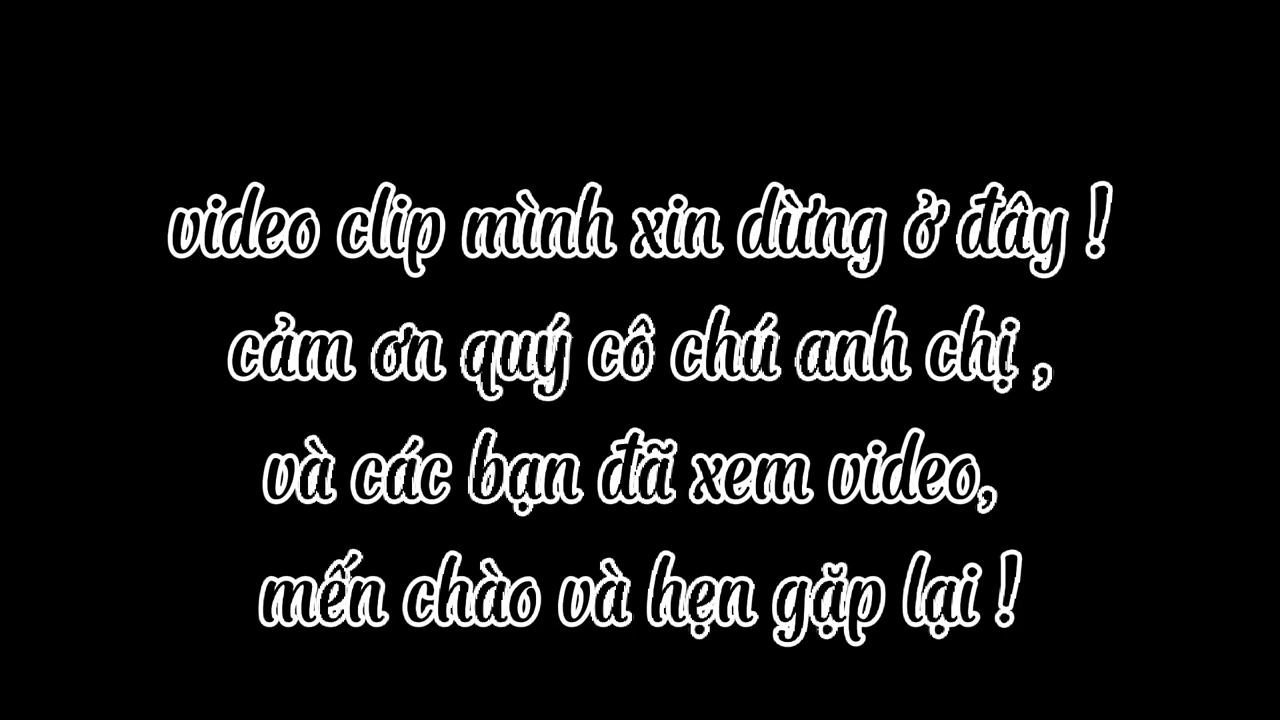 video clip mình xin dừng ở đây !
cảm ơn quý cô chú anh chị ,
và các bạn đã xem video,
mến chào và hẹn gặp lại !